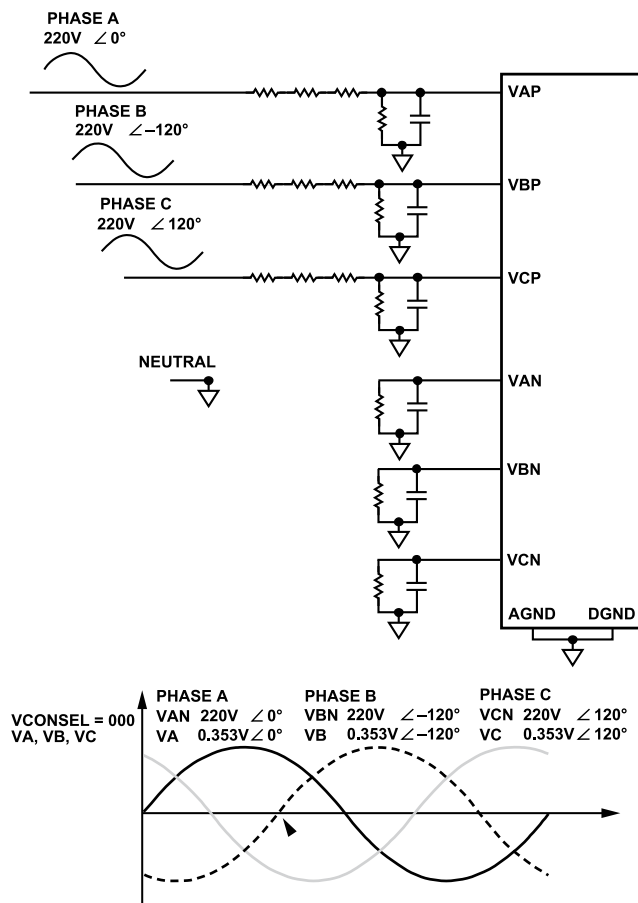 PHASE A
220V ∠0°
VAP
PHASE B
220V ∠–120°
VBP
PHASE C
220V ∠120°
VCP
NEUTRAL
VAN
VBN
VCN
AGND DGND
VCONSEL = 000
VA, VB, VC
PHASE A PHASE B PHASE C
VAN 220V ∠0° VBN 220V ∠–120° VCN 220V ∠120°
VA 0.353V∠0° VB 0.353V∠–120° VC 0.353V∠120°